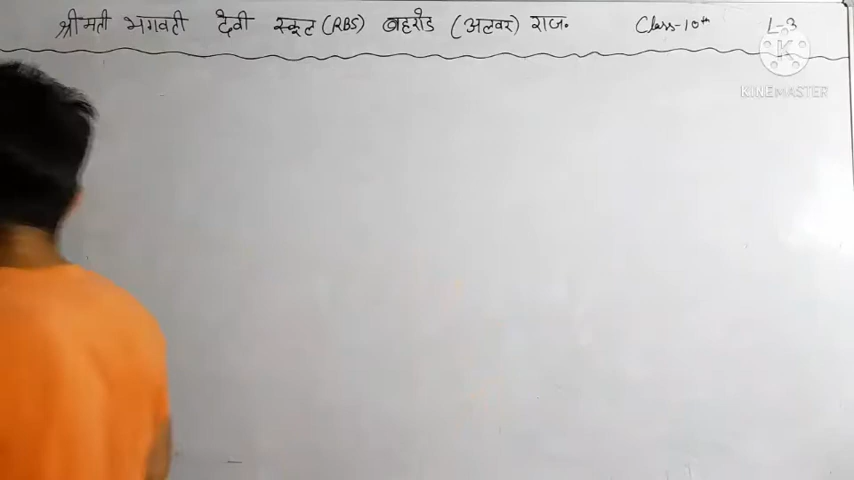 श्रीमती भगवती देवी स्कूल (RBS) बहरोड (अलवर) राज. Class-10th L-3
KINEMASTER